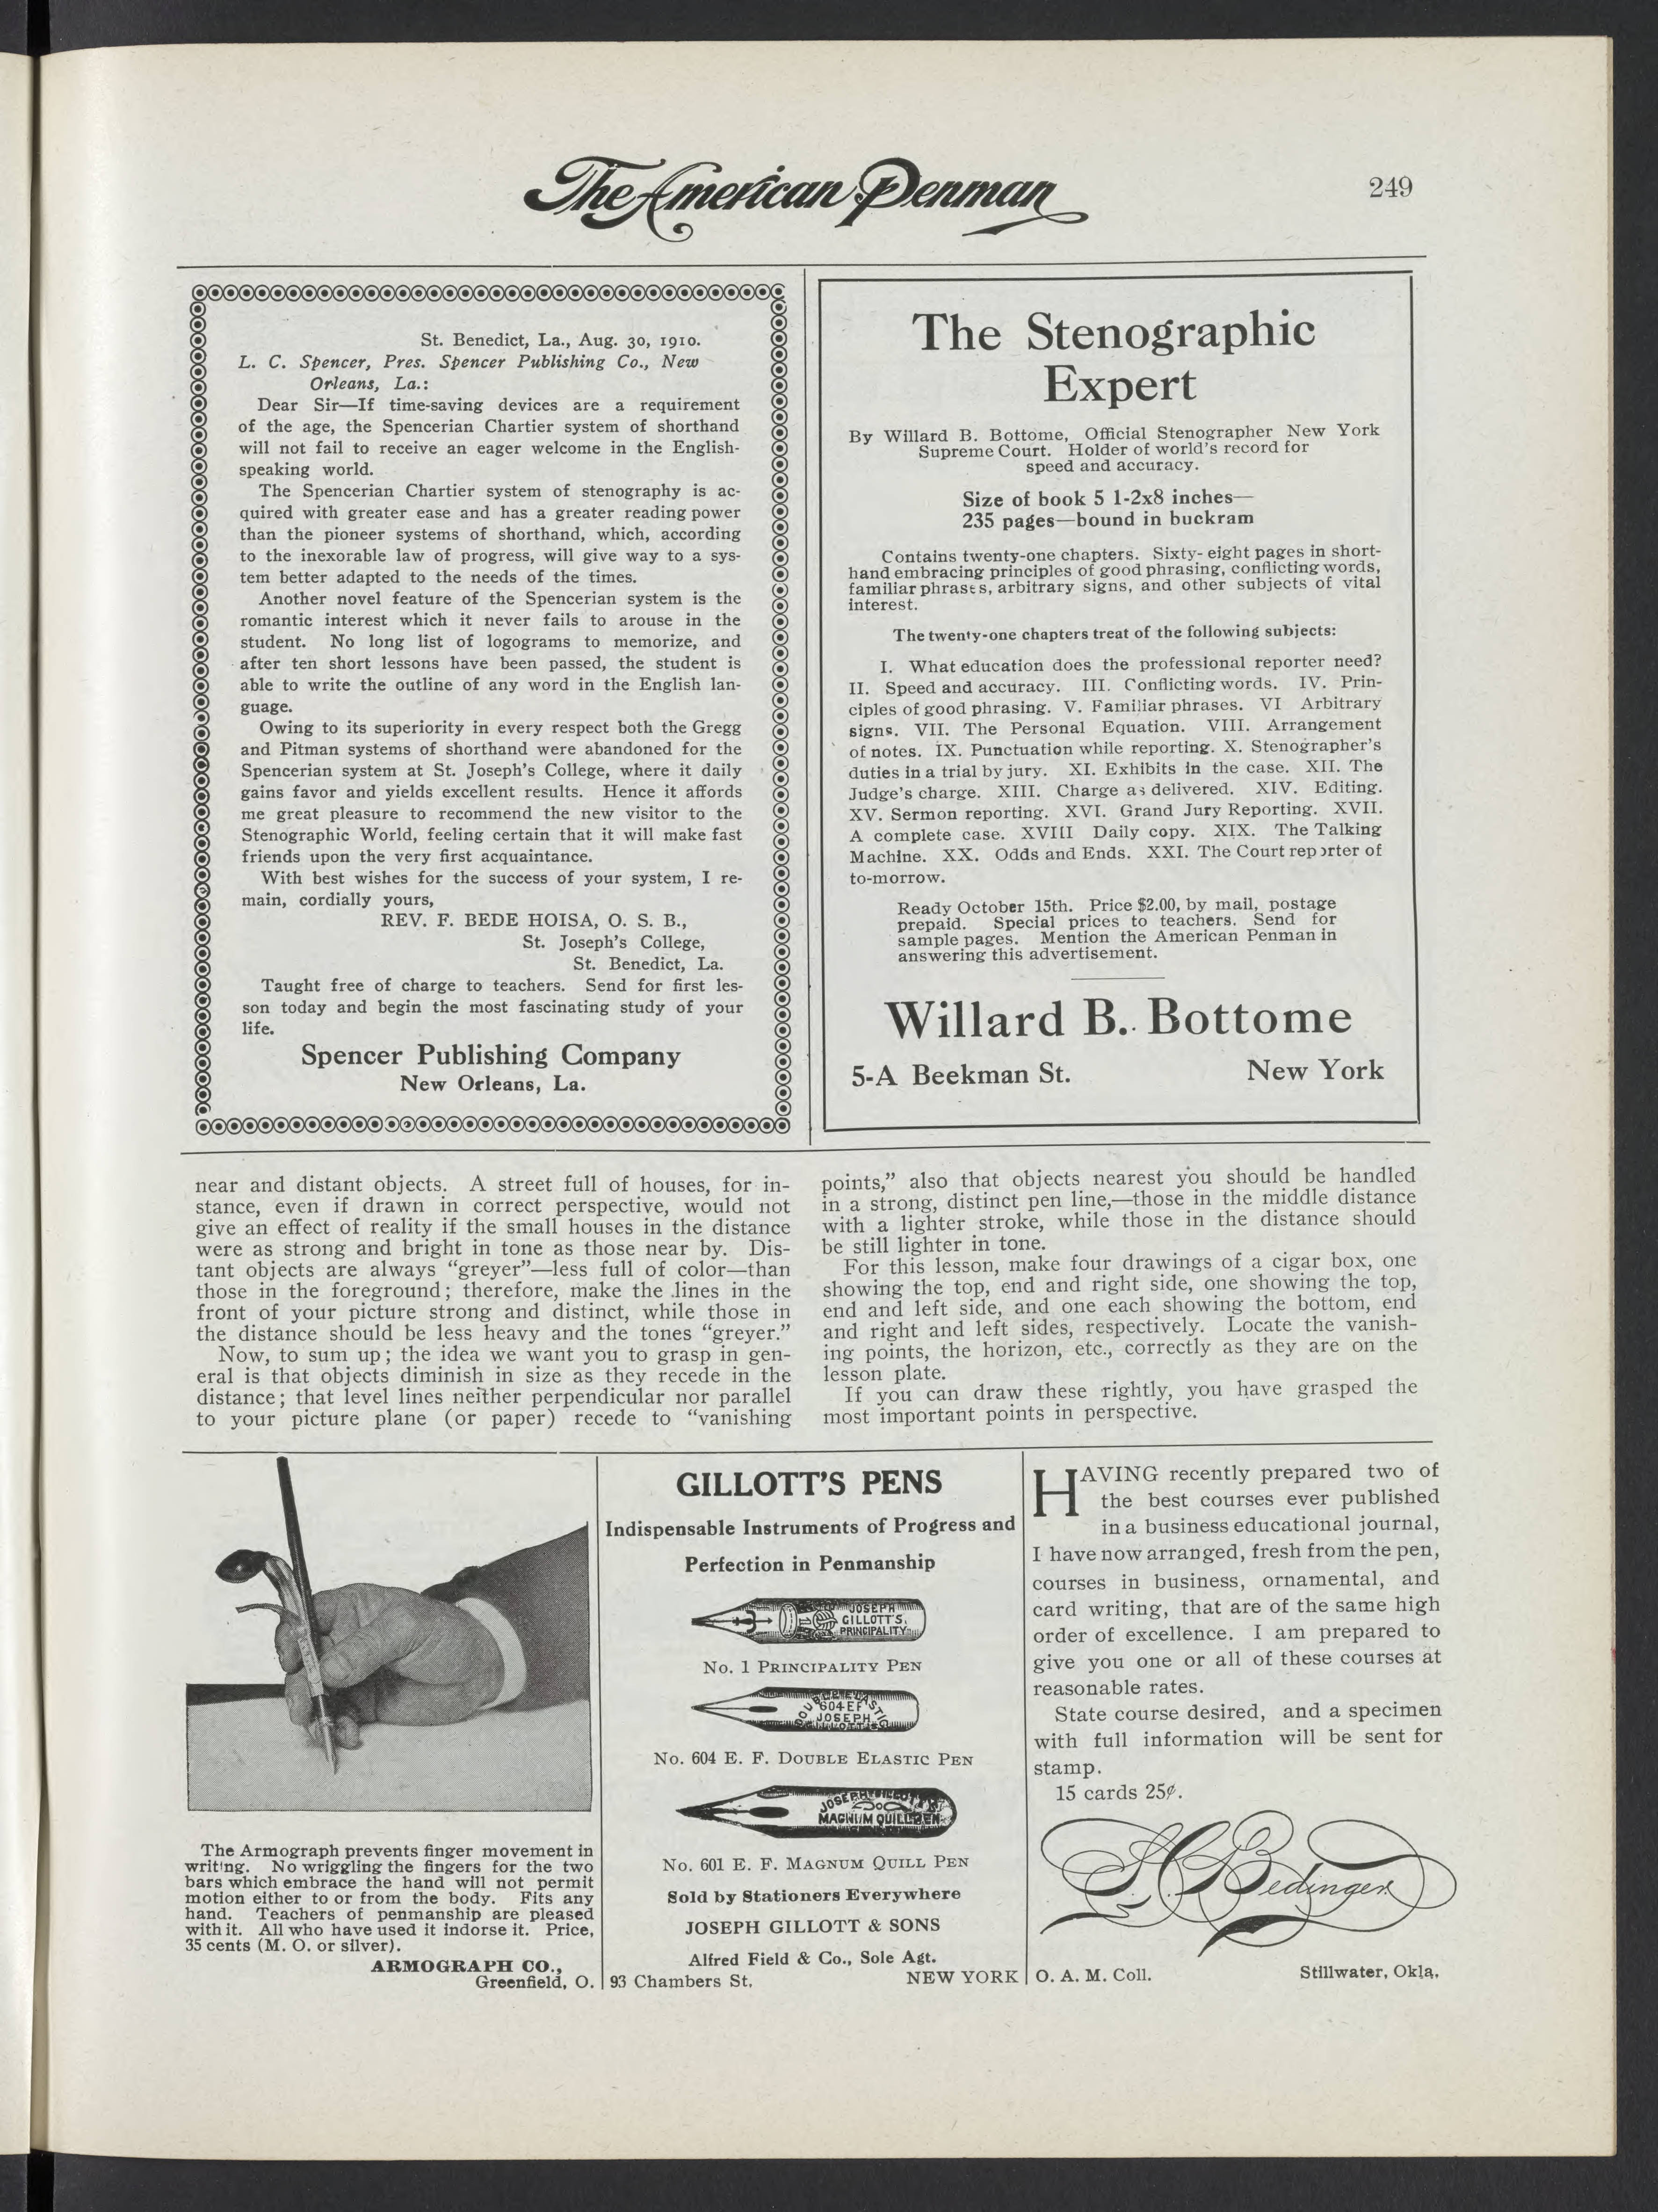 The American Penman
249
St. Benedict, La., Aug. 30, 1910.
L. C. Spencer, Pres. Spencer Publishing Co., New
Orleans, La.:
Dear Sir—If time-saving devices are a requirement
of the age, the Spencerian Chartier system of shorthand
will not fail to receive an eager welcome in the English-
speaking world.
The Spencerian Chartier system of stenography is ac-
quired with greater ease and has a greater reading power
than the pioneer systems of shorthand, which, according
to the inexorable law of progress, will give way to a sys-
tem better adapted to the needs of the times.
Another novel feature of the Spencerian system is the
romantic interest which it never fails to arouse in the
student. No long list of logograms to memorize, and
after ten short lessons have been passed, the student is
able to write the outline of any word in the English lan-
guage.
Owing to its superiority in every respect both the Gregg
and Pitman systems of shorthand were abandoned for the
Spencerian system at St. Joseph's College, where it daily
gains favor and yields excellent results. Hence it affords
me great pleasure to recommend the new visitor to the
Stenographic World, feeling certain that it will make fast
friends upon the very first acquaintance.
With best wishes for the success of your system, I re-
main, cordially yours,
REV. F. BEDE HOISA, O. S. B.,
St. Joseph's College,
St. Benedict, La.
Taught free of charge to teachers. Send for first les-
son today and begin the most fascinating study of your
life.
Spencer Publishing Company
New Orleans, La.
The Stenographic
Expert
By Willard B. Bottome, Official Stenographer New York
Supreme Court. Holder of world's record for
speed and accuracy.
Size of book 5 1-2x8 inches—
235 pages—bound in buckram
Contains twenty-one chapters. Sixty-eight pages in short-
hand embracing principles of good phrasing, conflicting words,
familiar phrases, arbitrary signs, and other subjects of vital
interest.
The twenty-one chapters treat of the following subjects:
I. What education does the professional reporter need?
II. Speed and accuracy. III. Conflicting words. IV. Prin-
ciples of good phrasing. V. Familiar phrases. VI Arbitrary
signs. VII. The Personal Equation. VIII. Arrangement
of notes. IX. Punctuation while reporting. X. Stenographer's
duties in a trial by jury. XI. Exhibits in the case. XII. The
Judge's charge. XIII. Charge as delivered. XIV. Editing.
XV. Sermon reporting. XVI. Grand Jury Reporting. XVII.
A complete case. XVIII Daily copy. XIX. The Talking
Machine. XX. Odds and Ends. XXI. The Court reporter of
to-morrow.
Ready October 15th. Price $2.00, by mail, postage
prepaid. Special prices to teachers. Send for
sample pages. Mention the American Penman in
answering this advertisement.
Willard B. Bottome
5-A Beekman St. New York
near and distant objects. A street full of houses, for in-
stance, even if drawn in correct perspective, would not
give an effect of reality if the small houses in the distance
were as strong and bright in tone as those near by. Dis-
tant objects are always "greyer"—less full of color—than
those in the foreground; therefore, make the lines in the
front of your picture strong and distinct, while those in
the distance should be less heavy and the tones "greyer."
Now, to sum up; the idea we want you to grasp in gen-
eral is that objects diminish in size as they recede in the
distance; that level lines neither perpendicular nor parallel
to your picture plane (or paper) recede to "vanishing
points," also that objects nearest you should be handled
in a strong, distinct pen line,—those in the middle distance
with a lighter stroke, while those in the distance should
be still lighter in tone.
For this lesson, make four drawings of a cigar box, one
showing the top, end and right side, one showing the top,
end and left side, and one each showing the bottom, end
and right and left sides, respectively. Locate the vanish-
ing points, the horizon, etc., correctly as they are on the
lesson plate.
If you can draw these rightly, you have grasped the
most important points in perspective.
The Armograph prevents finger movement in
writing. No wriggling the fingers for the two
bars which embrace the hand will not permit
motion either to or from the body. Fits any
hand. Teachers of penmanship are pleased
with it. All who have used it indorse it. Price,
35 cents (M. O. or silver).
ARMOGRAPH CO.,
Greenfield, O.
GILLOTT'S PENS
Indispensable Instruments of Progress and
Perfection in Penmanship
JOSEPH
GILLOTT'S
PRINCIPALITY
No. 1 PRINCIPALITY PEN
604 EF
JOSEPH
No. 604 E. F. DOUBLE ELASTIC PEN
JOSEPH GILLOTT'S
MAGNUM QUILL PEN
No. 601 E. F. MAGNUM QUILL PEN
Sold by Stationers Everywhere
JOSEPH GILLOTT & SONS
Alfred Field & Co., Sole Agt.
93 Chambers St. NEW YORK
HAVING recently prepared two of
the best courses ever published
in a business educational journal,
I have now arranged, fresh from the pen,
courses in business, ornamental, and
card writing, that are of the same high
order of excellence. I am prepared to
give you one or all of these courses at
reasonable rates.
State course desired, and a specimen
with full information will be sent for
stamp.
15 cards 25¢.
Bedinger
O. A. M. Coll. Stillwater, Okla.